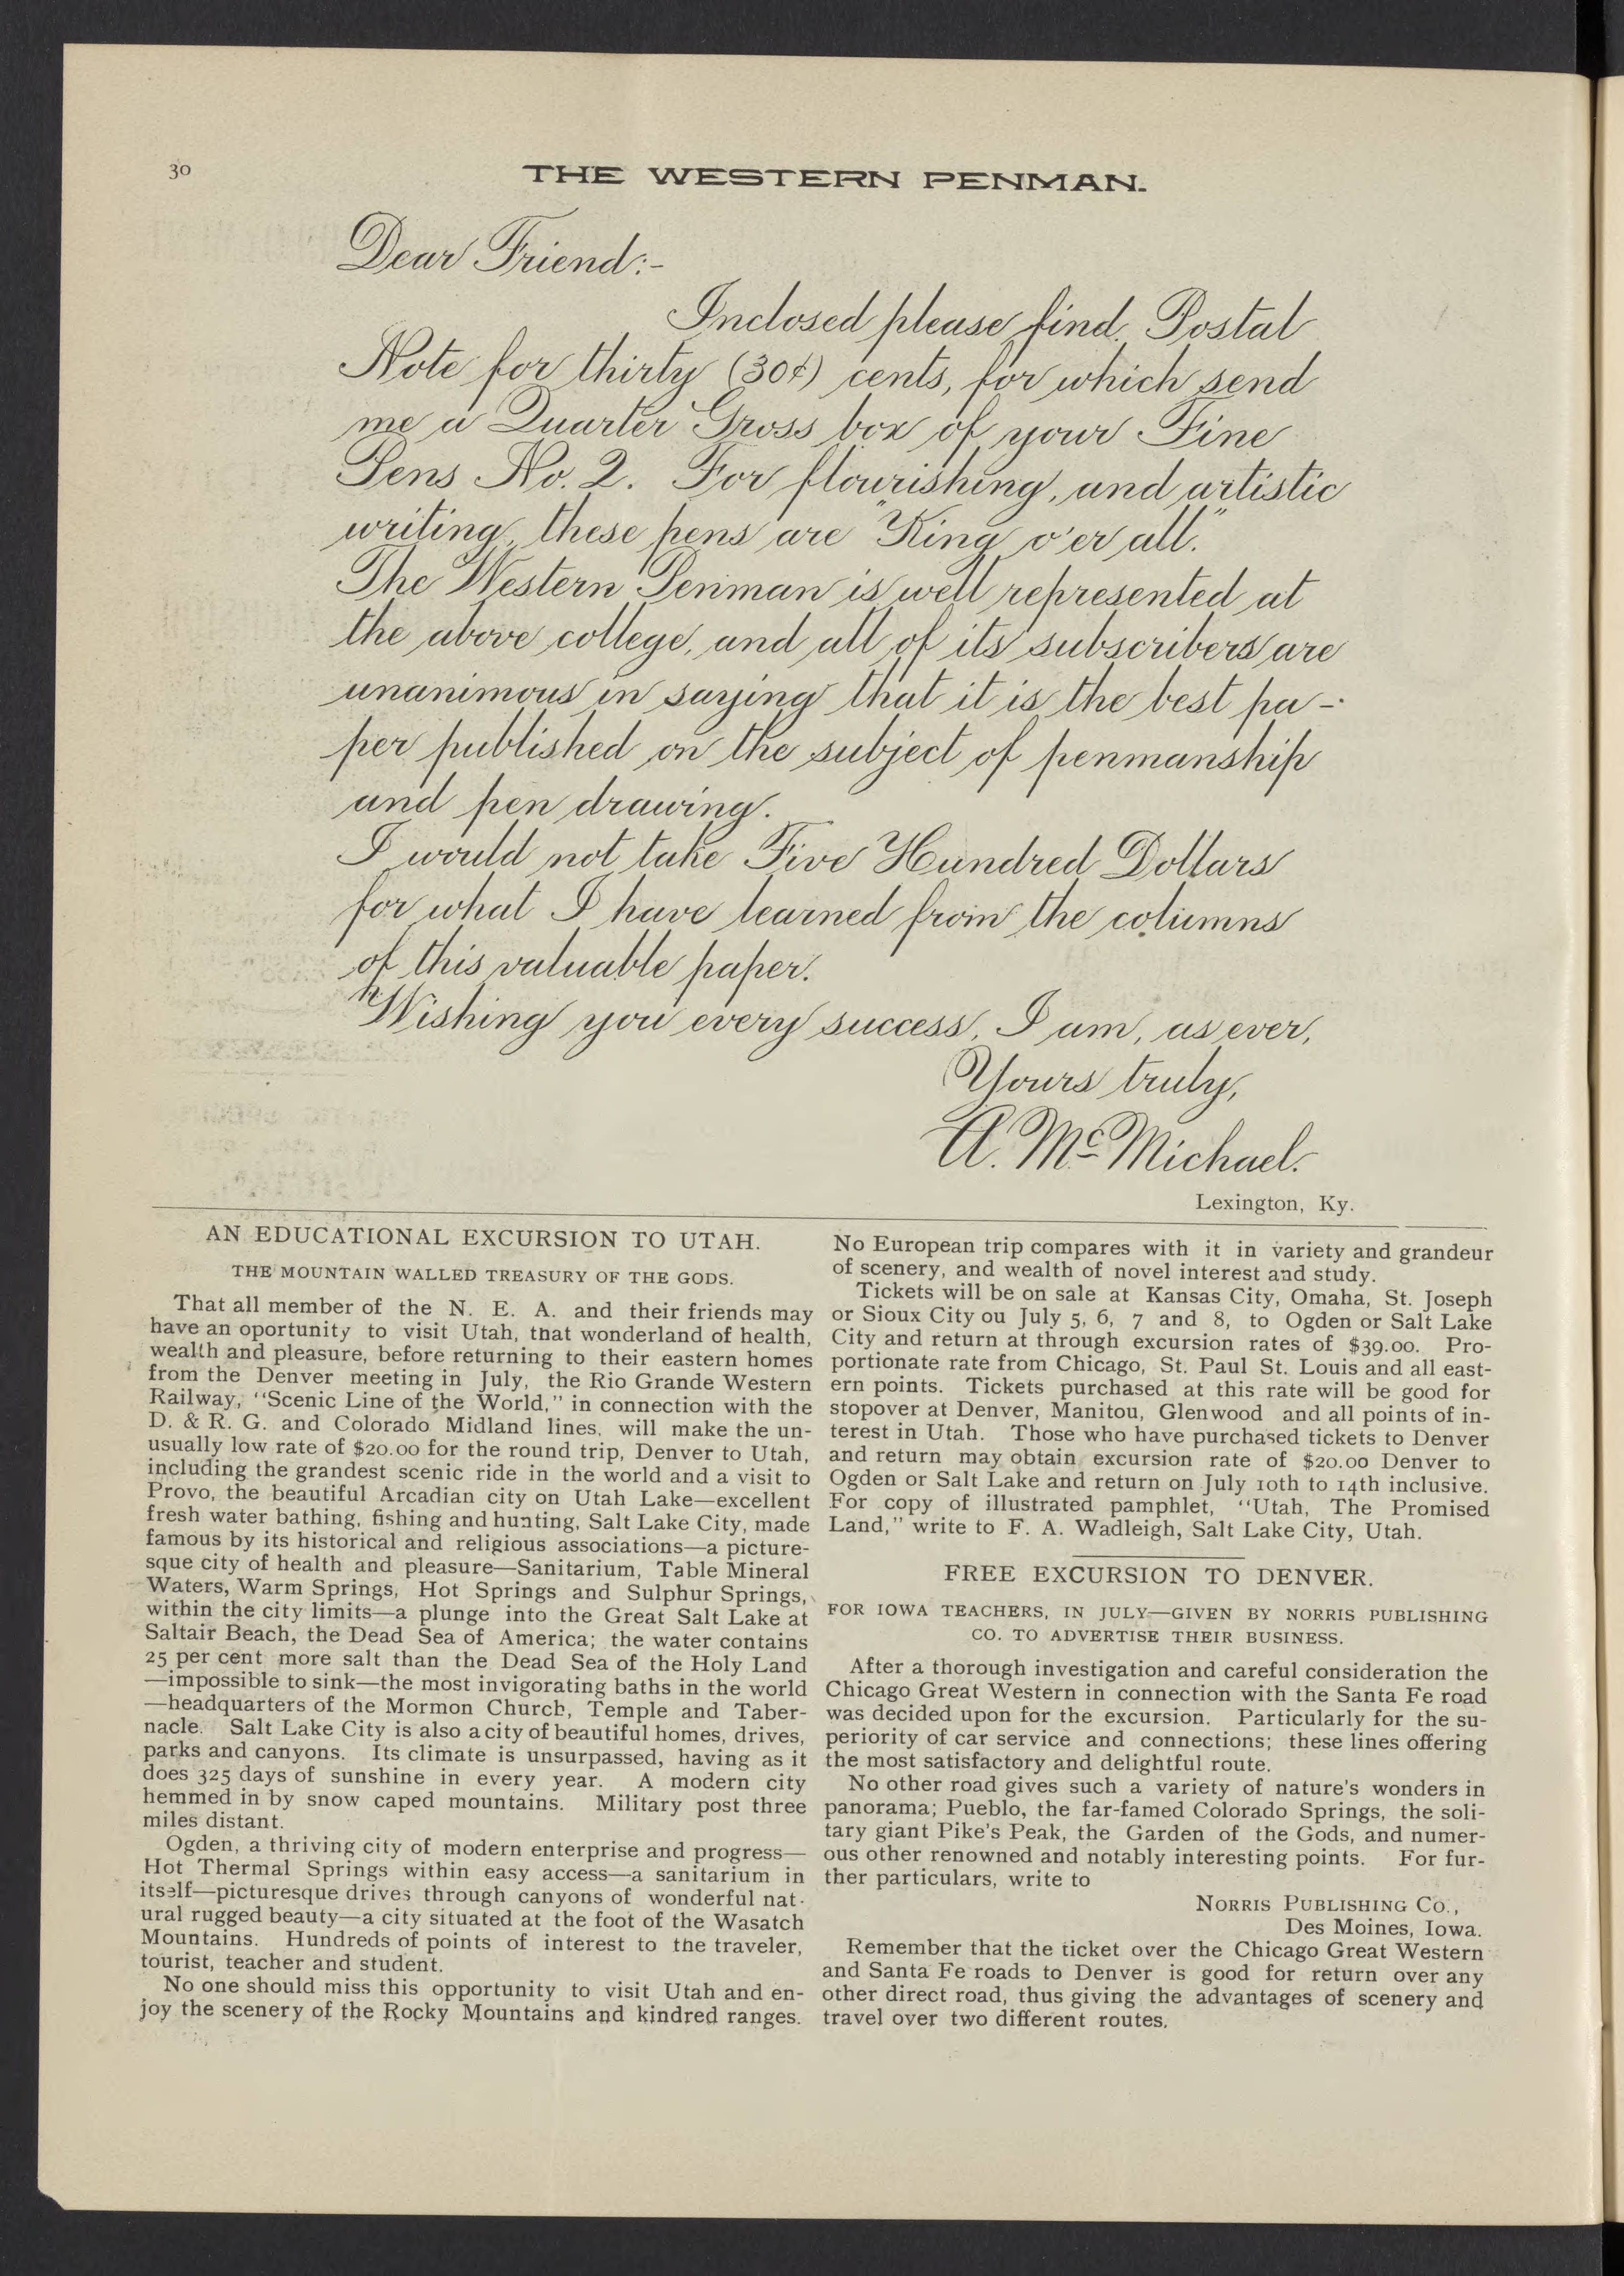 30
THE WESTERN PENMAN.
Dear Friend:-
Inclosed please find Postal
Note for thirty (30¢) cents, for which send
me a Quarter Gross box of your Fine
Pens No. 2. For flourishing, and artistic
writing, these pens are "King o'er all."
The Western Penman is well represented at
the above college, and all of its subscribers are
unanimous in saying that it is the best pa-
per published on the subject of penmanship
and pen drawing.
I would not take Five Hundred Dollars
for what I have learned from the columns
of this valuable paper.
Wishing you every success, I am, as ever,
Yours truly,
A. McMichael.
Lexington, Ky.
AN EDUCATIONAL EXCURSION TO UTAH.
THE MOUNTAIN WALLED TREASURY OF THE GODS.
That all member of the N. E. A. and their friends may
have an oportunity to visit Utah, that wonderland of health,
wealth and pleasure, before returning to their eastern homes
from the Denver meeting in July, the Rio Grande Western
Railway, "Scenic Line of the World," in connection with the
D. & R. G. and Colorado Midland lines, will make the un-
usually low rate of $20.00 for the round trip, Denver to Utah,
including the grandest scenic ride in the world and a visit to
Provo, the beautiful Arcadian city on Utah Lake—excellent
fresh water bathing, fishing and hunting, Salt Lake City, made
famous by its historical and religious associations—a picture-
sque city of health and pleasure—Sanitarium, Table Mineral
Waters, Warm Springs, Hot Springs and Sulphur Springs,
within the city limits—a plunge into the Great Salt Lake at
Saltair Beach, the Dead Sea of America; the water contains
25 per cent more salt than the Dead Sea of the Holy Land
—impossible to sink—the most invigorating baths in the world
—headquarters of the Mormon Church, Temple and Taber-
nacle. Salt Lake City is also a city of beautiful homes, drives,
parks and canyons. Its climate is unsurpassed, having as it
does 325 days of sunshine in every year. A modern city
hemmed in by snow caped mountains. Military post three
miles distant.
Ogden, a thriving city of modern enterprise and progress—
Hot Thermal Springs within easy access—a sanitarium in
itself—picturesque drives through canyons of wonderful nat-
ural rugged beauty—a city situated at the foot of the Wasatch
Mountains. Hundreds of points of interest to the traveler,
tourist, teacher and student.
No one should miss this opportunity to visit Utah and en-
joy the scenery of the Rocky Mountains and kindred ranges.
No European trip compares with it in variety and grandeur
of scenery, and wealth of novel interest and study.
Tickets will be on sale at Kansas City, Omaha, St. Joseph
or Sioux City ou July 5, 6, 7 and 8, to Ogden or Salt Lake
City and return at through excursion rates of $39.00. Pro-
portionate rate from Chicago, St. Paul St. Louis and all east-
ern points. Tickets purchased at this rate will be good for
stopover at Denver, Manitou, Glenwood and all points of in-
terest in Utah. Those who have purchased tickets to Denver
and return may obtain excursion rate of $20.00 Denver to
Ogden or Salt Lake and return on July 10th to 14th inclusive.
For copy of illustrated pamphlet, "Utah, The Promised
Land," write to F. A. Wadleigh, Salt Lake City, Utah.
FREE EXCURSION TO DENVER.
FOR IOWA TEACHERS, IN JULY—GIVEN BY NORRIS PUBLISHING
CO. TO ADVERTISE THEIR BUSINESS.
After a thorough investigation and careful consideration the
Chicago Great Western in connection with the Santa Fe road
was decided upon for the excursion. Particularly for the su-
periority of car service and connections; these lines offering
the most satisfactory and delightful route.
No other road gives such a variety of nature's wonders in
panorama; Pueblo, the far-famed Colorado Springs, the soli-
tary giant Pike's Peak, the Garden of the Gods, and numer-
ous other renowned and notably interesting points. For fur-
ther particulars, write to
NORRIS PUBLISHING CO.,
Des Moines, Iowa.
Remember that the ticket over the Chicago Great Western
and Santa Fe roads to Denver is good for return over any
other direct road, thus giving the advantages of scenery and
travel over two different routes.